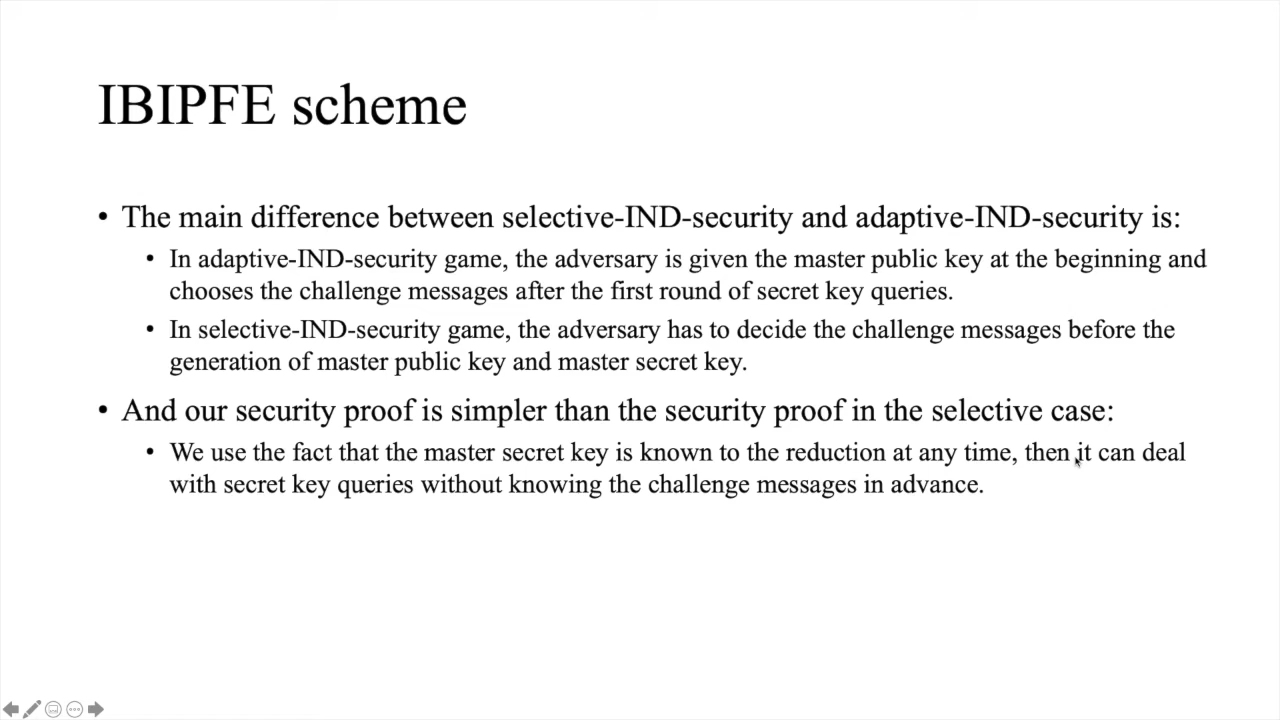 IBIPFE scheme
• The main difference between selective-IND-security and adaptive-IND-security is:
• In adaptive-IND-security game, the adversary is given the master public key at the beginning and
chooses the challenge messages after the first round of secret key queries.
• In selective-IND-security game, the adversary has to decide the challenge messages before the
generation of master public key and master secret key.
• And our security proof is simpler than the security proof in the selective case:
• We use the fact that the master secret key is known to the reduction at any time, then it can deal
with secret key queries without knowing the challenge messages in advance.